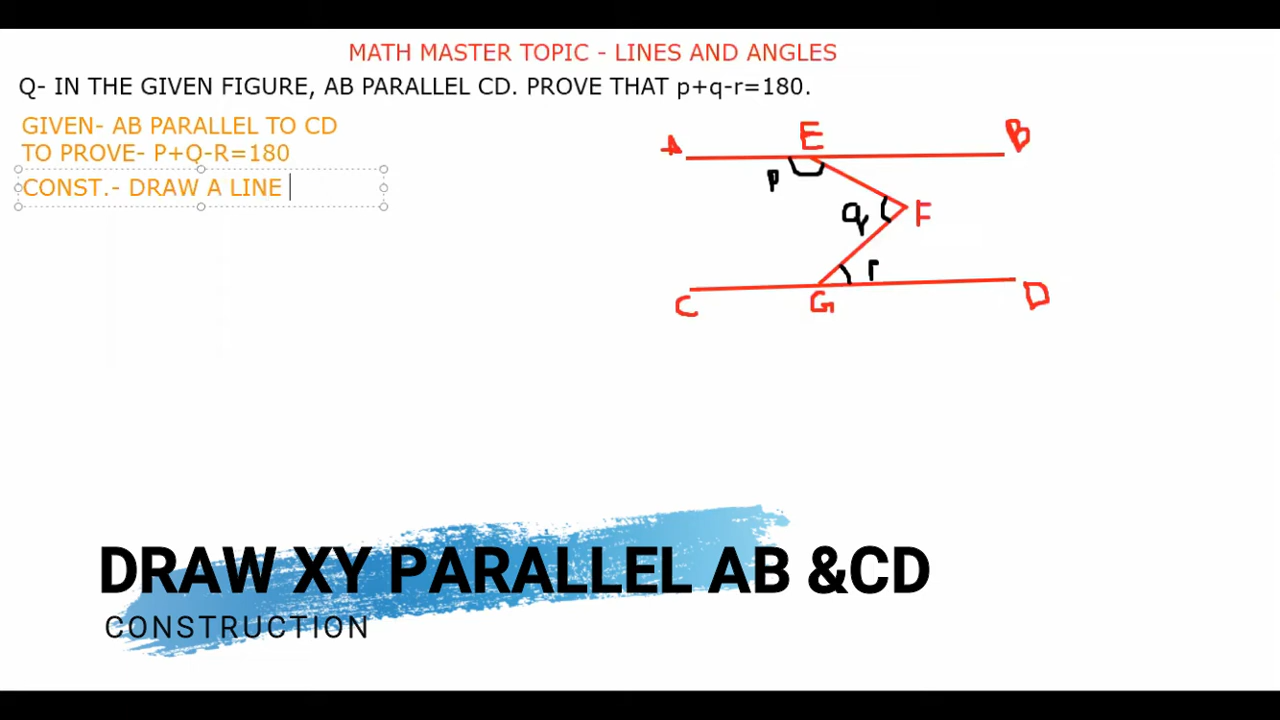 MATH MASTER TOPIC - LINES AND ANGLES
Q- IN THE GIVEN FIGURE, AB PARALLEL CD. PROVE THAT p+q-r=180.
GIVEN- AB PARALLEL TO CD
TO PROVE- P+Q-R=180
CONST.- DRAW A LINE
A E B
p
q F
r
C G D
DRAW XY PARALLEL AB &CD
CONSTRUCTION